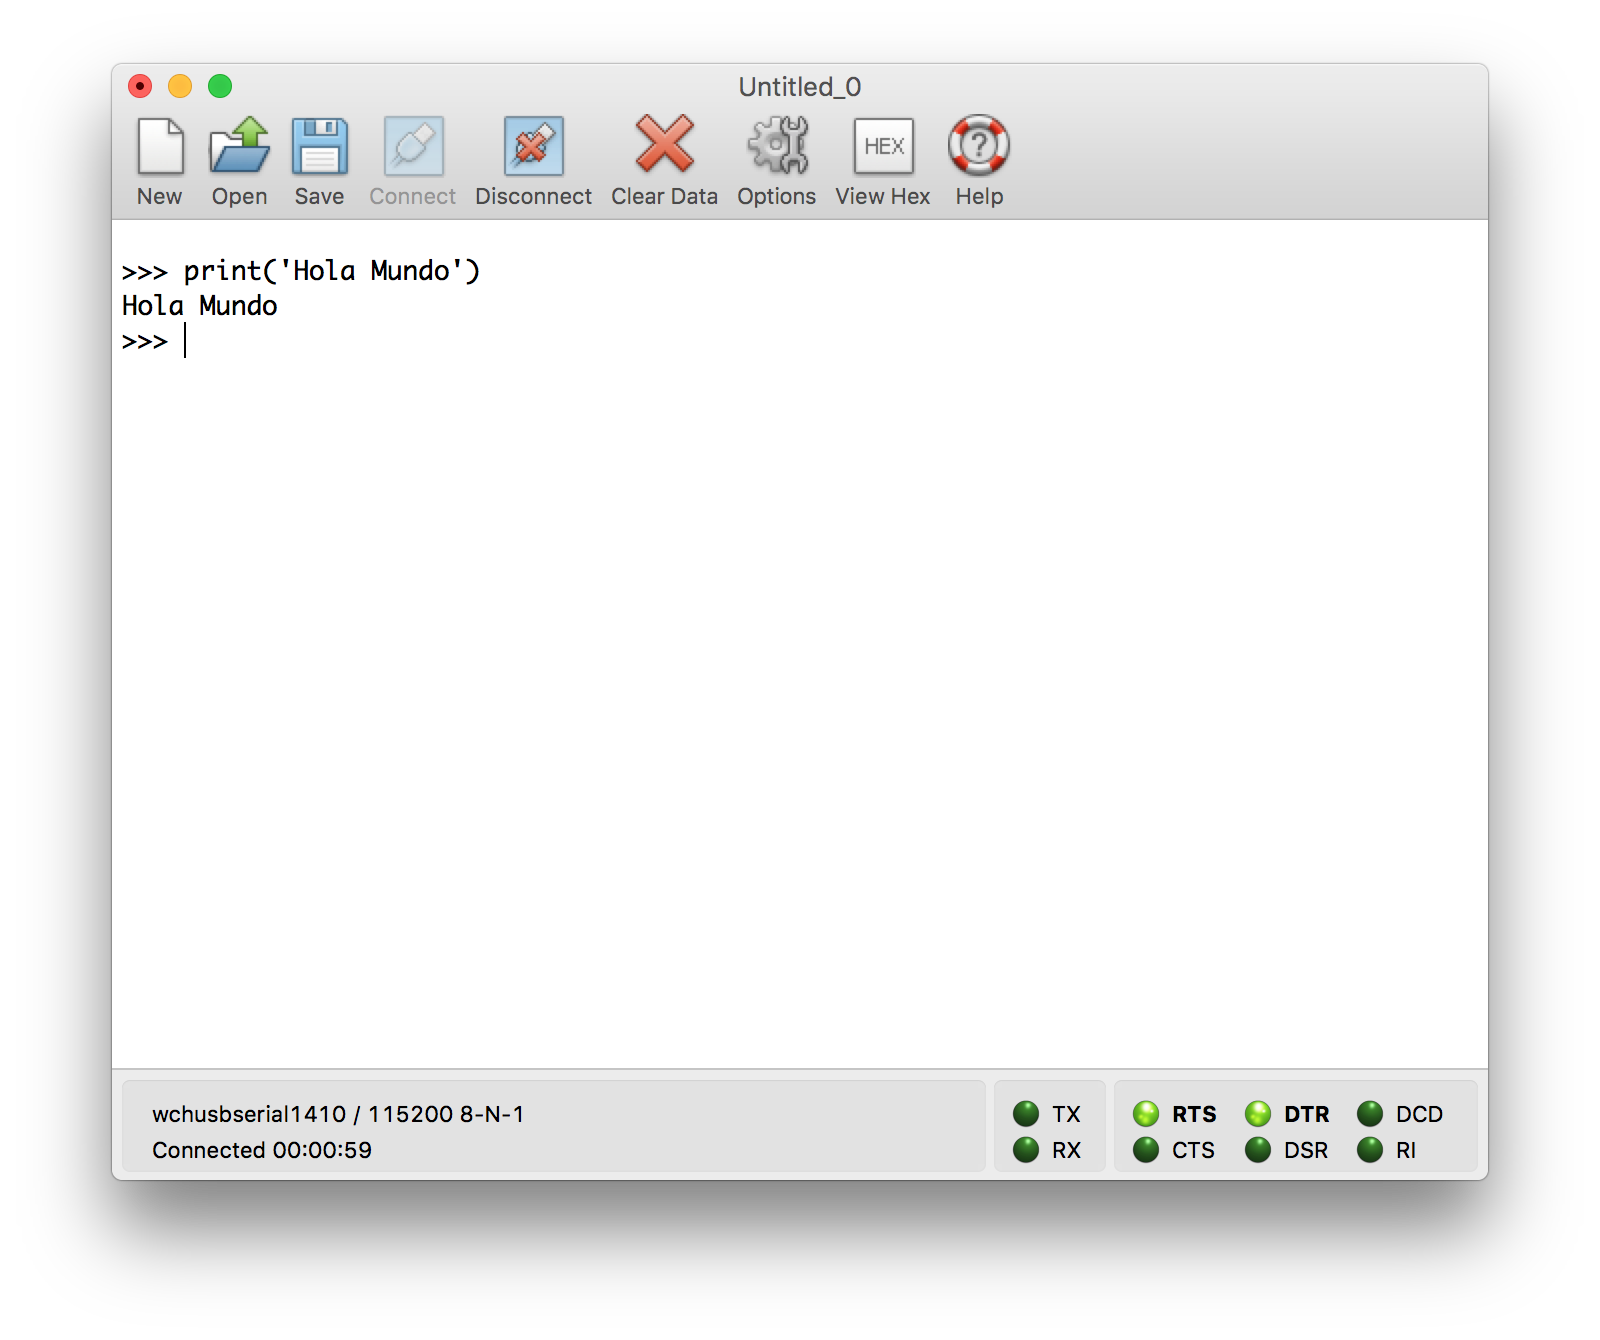 Untitled_0
New Open Save Connect Disconnect Clear Data Options HEX View Hex ? Help
>>> print('Hola Mundo')
Hola Mundo
>>>
wchusbserial1410 / 115200 8-N-1
Connected 00:00:59
TX RTS DTR DCD
RX CTS DSR RI